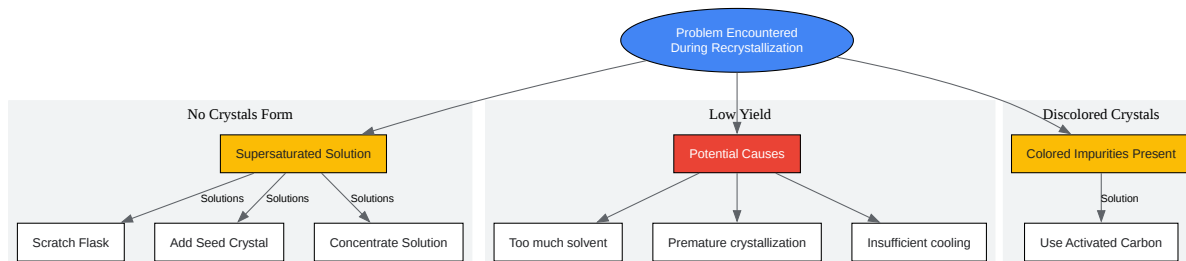 Problem Encountered
During Recrystallization
No Crystals Form
Low Yield
Discolored Crystals
Supersaturated Solution
Potential Causes
Colored Impurities Present
Solutions
Solutions
Solutions
Solution
Scratch Flask
Add Seed Crystal
Concentrate Solution
Too much solvent
Premature crystallization
Insufficient cooling
Use Activated Carbon